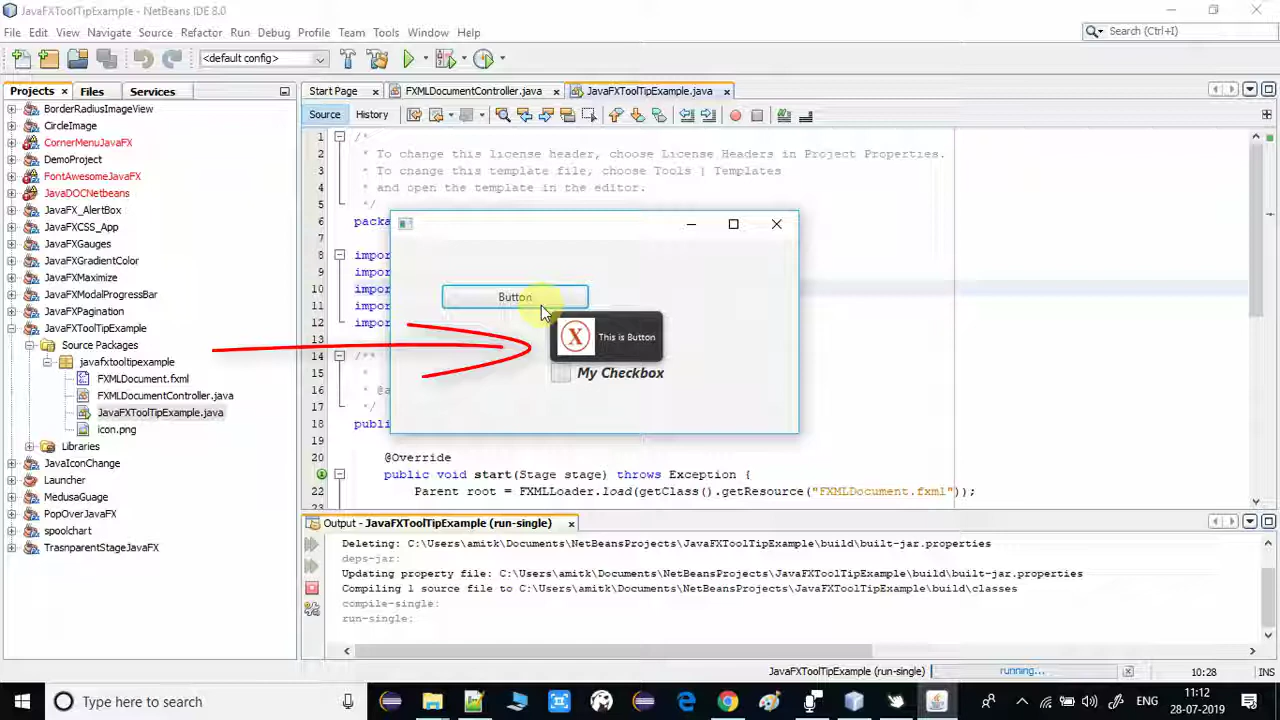 JavaFXToolTipExample - NetBeans IDE 8.0
File Edit View Navigate Source Refactor Run Debug Profile Team Tools Window Help
Search (Ctrl+I)
<default config>
Projects Files Services
BorderRadiusImageView
CircleImage
CornerMenuJavaFX
DemoProject
FontAwesomeJavaFX
JavaDOCNetbeans
JavaFX_AlertBox
JavaFXCSS_App
JavaFXGauges
JavaFXGradientColor
JavaFXMaximize
JavaFXModalProgressBar
JavaFXPagination
JavaFXToolTipExample
Source Packages
javafxtooltipexample
FXMLDocument.fxml
FXMLDocumentController.java
JavaFXToolTipExample.java
icon.png
Libraries
JavaIconChange
Launcher
MedusaGuage
PopOverJavaFX
spoolchart
TrasnparentStageJavaFX
Start Page FXMLDocumentController.java JavaFXToolTipExample.java
Source History
1 /*
2 * To change this license header, choose License Headers in Project Properties.
3 * To change this template file, choose Tools | Templates
4 * and open the template in the editor.
5 */
6 packa
7
8 impor
9 impor
10 impor
11 impor
12 impor
13
14 /**
15 *
16 * @a
17 */
18 publi
19
20 @Override
public void start(Stage stage) throws Exception {
22 Parent root = FXMLLoader.load(getClass().getResource("FXMLDocument.fxml"));
23
Button
X This is Button
My Checkbox
Output - JavaFXToolTipExample (run-single)
Deleting: C:\Users\amitk\Documents\NetBeansProjects\JavaFXToolTipExample\build\built-jar.properties
deps-jar:
Updating property file: C:\Users\amitk\Documents\NetBeansProjects\JavaFXToolTipExample\build\built-jar.properties
Compiling 1 source file to C:\Users\amitk\Documents\NetBeansProjects\JavaFXToolTipExample\build\classes
compile-single:
run-single:
JavaFXToolTipExample (run-single) running... 10:28 INS
Type here to search
ENG
11:12
28-07-2019